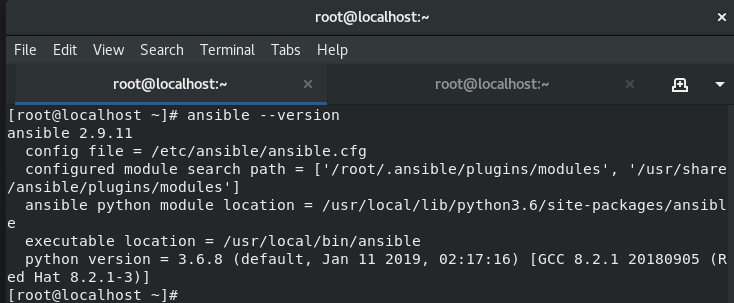 root@localhost:~
File Edit View Search Terminal Tabs Help
root@localhost:~ root@localhost:~
[root@localhost ~]# ansible --version
ansible 2.9.11
  config file = /etc/ansible/ansible.cfg
  configured module search path = ['/root/.ansible/plugins/modules', '/usr/share
/ansible/plugins/modules']
  ansible python module location = /usr/local/lib/python3.6/site-packages/ansibl
e
  executable location = /usr/local/bin/ansible
  python version = 3.6.8 (default, Jan 11 2019, 02:17:16) [GCC 8.2.1 20180905 (R
ed Hat 8.2.1-3)]
[root@localhost ~]#